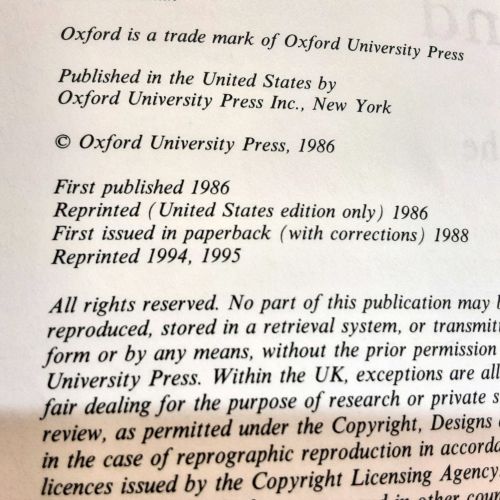 Oxford is a trade mark of Oxford University Press
Published in the United States by
Oxford University Press Inc., New York
© Oxford University Press, 1986
First published 1986
Reprinted (United States edition only) 1986
First issued in paperback (with corrections) 1988
Reprinted 1994, 1995
All rights reserved. No part of this publication may
reproduced, stored in a retrieval system, or
form or by any means, without the prior permission
University Press. Within the UK, exceptions are
fair dealing for the purpose of research or private
review, as permitted under the Copyright, Designs
in the case of reprographic reproduction in
licences issued by the Copyright Licensing Agency
in other